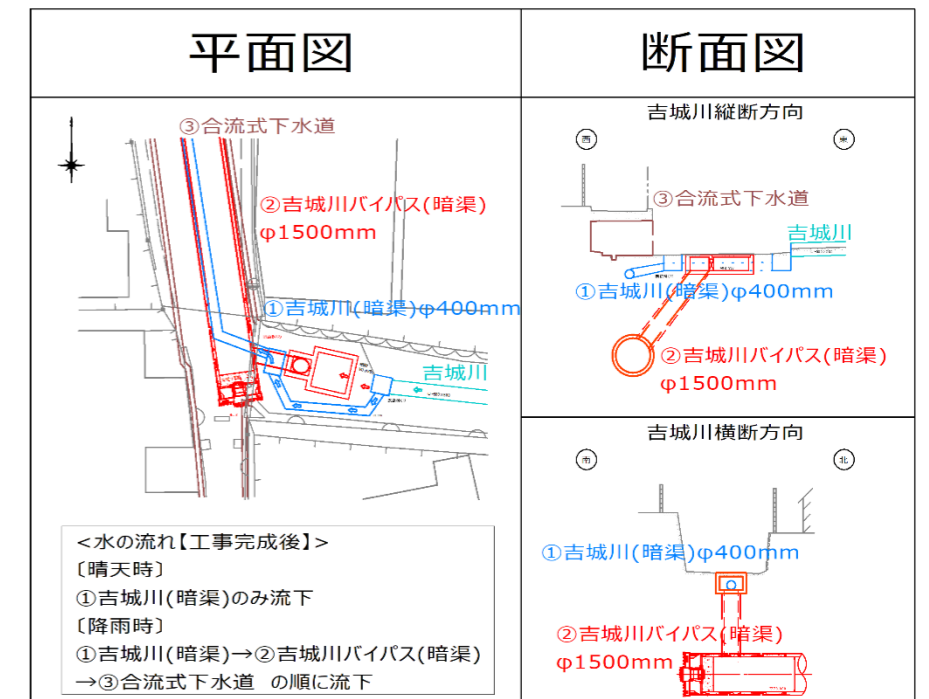 平面図
③合流式下水道
②吉城川バイパス(暗渠)
φ1500mm
①吉城川(暗渠)φ400mm
吉城川
<水の流れ【工事完成後】>
〔晴天時〕
①吉城川(暗渠)のみ流下
〔降雨時〕
①吉城川(暗渠)→②吉城川バイパス(暗渠)
→③合流式下水道 の順に流下
断面図
吉城川縦断方向
西 東
③合流式下水道
吉城川
①吉城川(暗渠)φ400mm
②吉城川バイパス(暗渠)
φ1500mm
吉城川横断方向
南 北
①吉城川(暗渠)φ400mm
②吉城川バイパス(暗渠)
φ1500mm